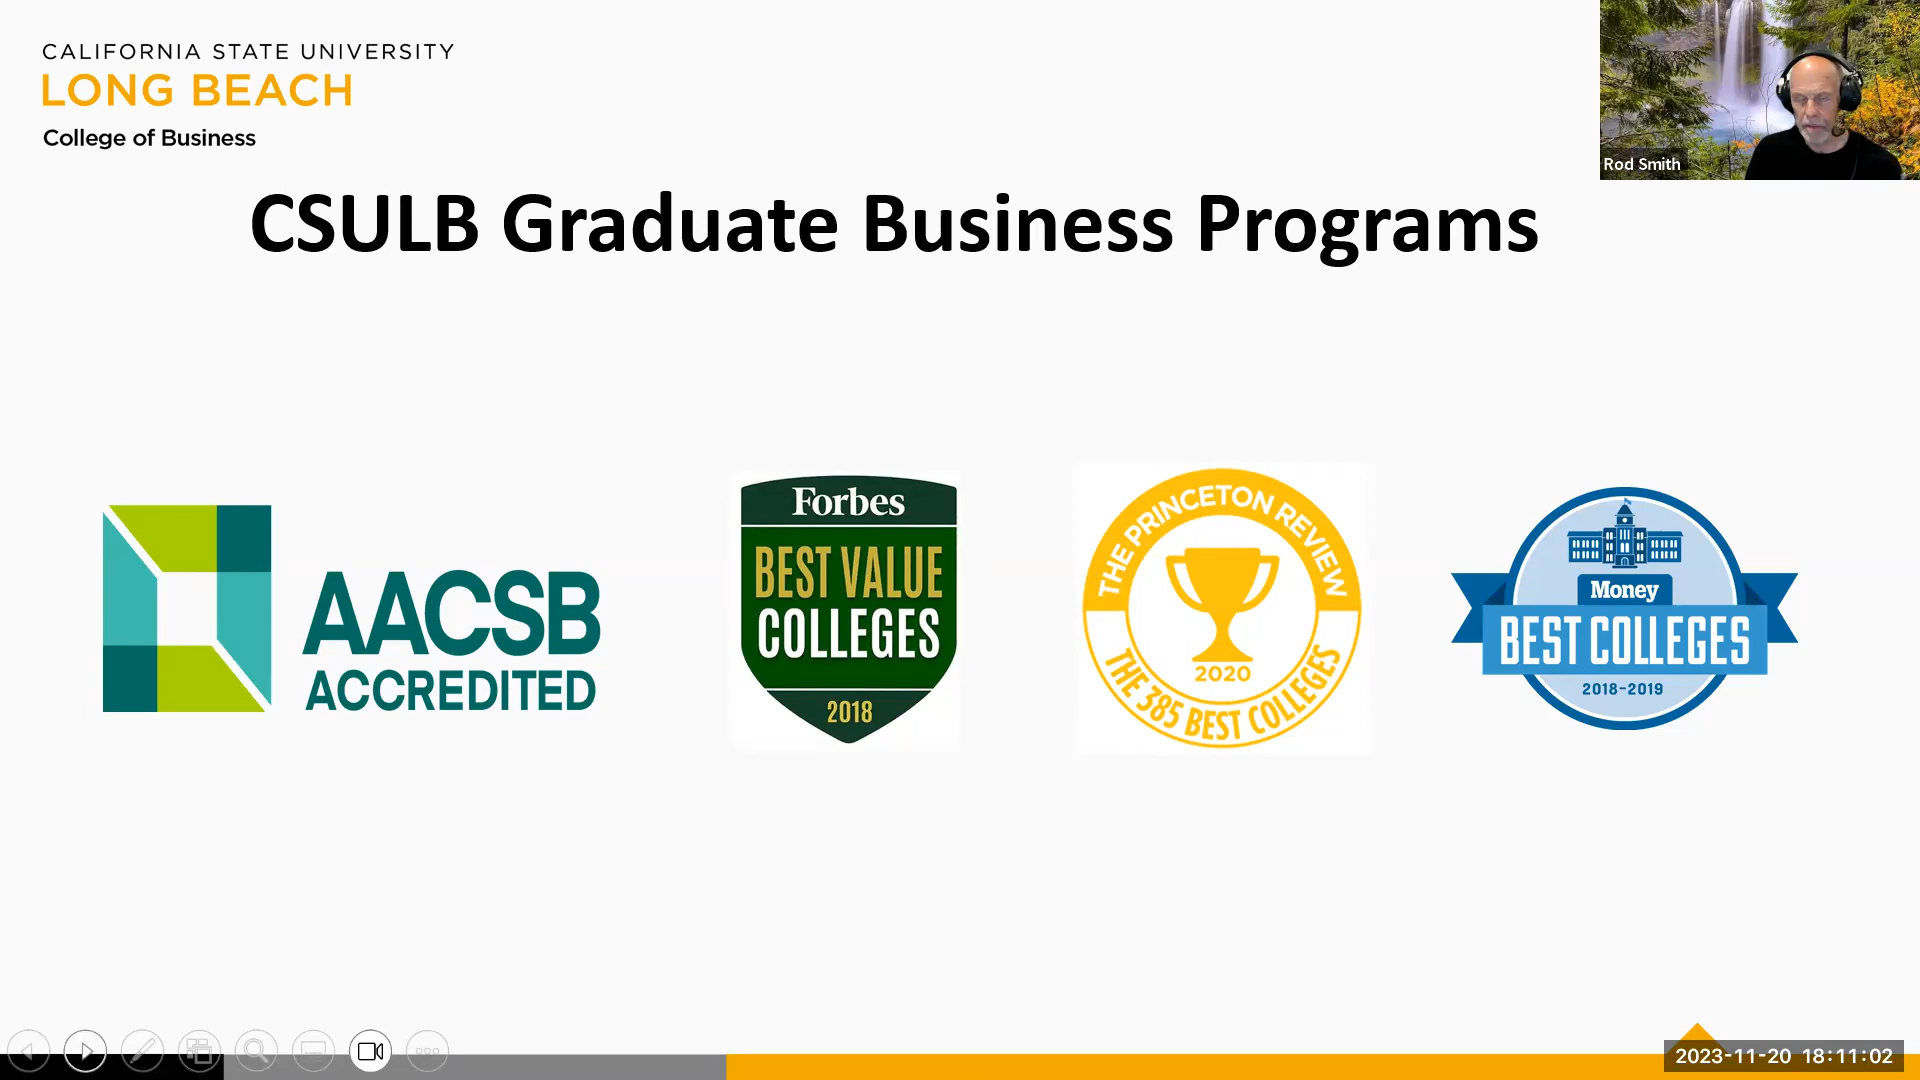 CALIFORNIA STATE UNIVERSITY
LONG BEACH
College of Business
Rod Smith
CSULB Graduate Business Programs
AACSB
ACCREDITED
Forbes
BEST VALUE
COLLEGES
2018
THE PRINCETON REVIEW
2020
THE 385 BEST COLLEGES
Money
BEST COLLEGES
2018-2019
2023-11-20 18:11:02